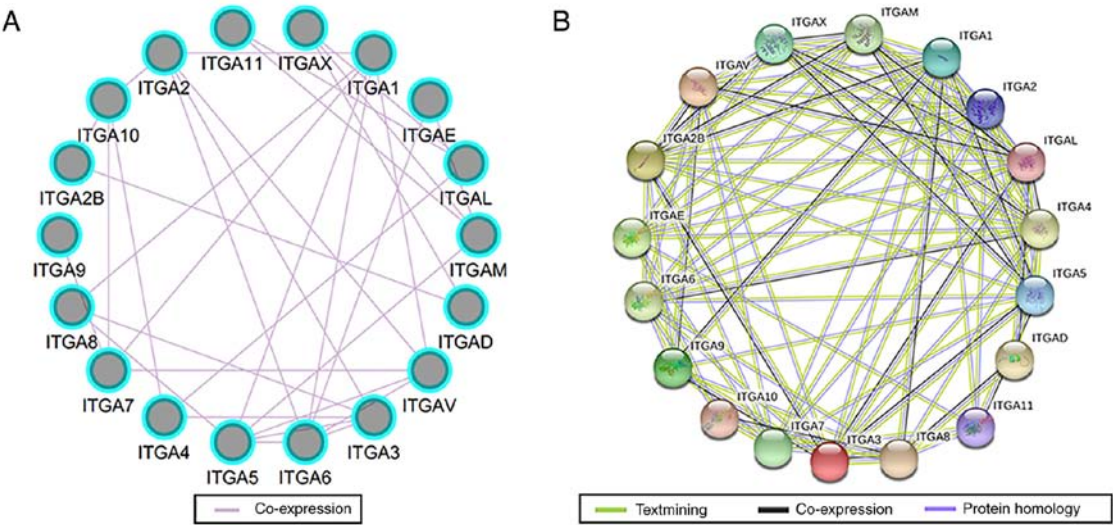 A
ITGA11
ITGAX
ITGA2
ITGA1
ITGA10
ITGAE
ITGA2B
ITGAL
ITGA9
ITGAM
ITGA8
ITGAD
ITGA7
ITGAV
ITGA4
ITGA3
ITGA5
ITGA6
Co-expression
B
ITGAX
ITGAM
ITGA1
ITGAV
ITGA2
ITGA2B
ITGAL
ITGAE
ITGA4
ITGA6
ITGA5
ITGA9
ITGAD
ITGA10
ITGA11
ITGA7
ITGA3
ITGA8
Textmining
Co-expression
Protein homology